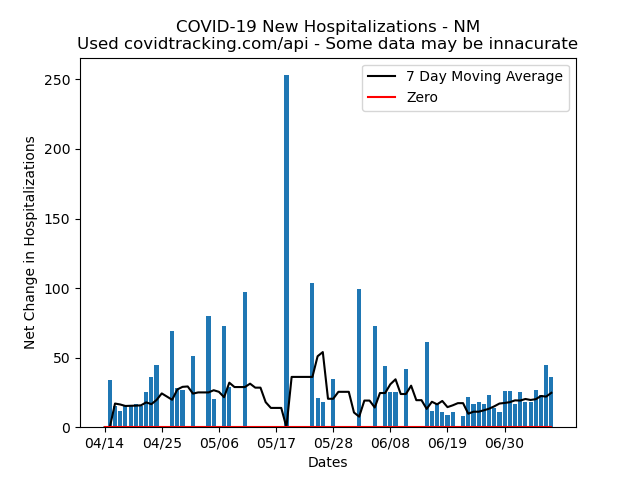 COVID-19 New Hospitalizations - NM
Used covidtracking.com/api - Some data may be innacurate
7 Day Moving Average
Zero
Net Change in Hospitalizations
250
200
150
100
50
0
04/14 04/25 05/06 05/17 05/28 06/08 06/19 06/30
Dates